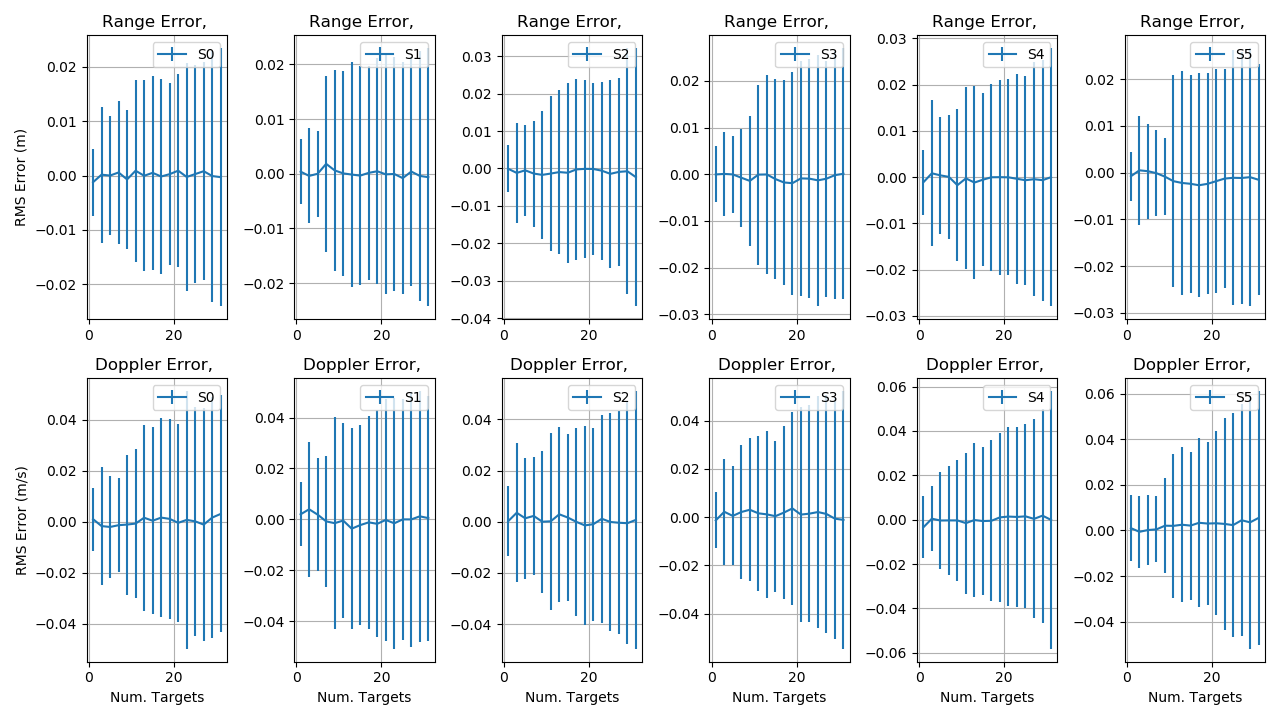 Range Error, Range Error, Range Error, Range Error, Range Error, Range Error,
S0 S1 S2 S3 S4 S5
RMS Error (m)
0.02 0.01 0.00 −0.01 −0.02
0 20
0.02 0.01 0.00 −0.01 −0.02
0 20
0.03 0.02 0.01 0.00 −0.01 −0.02 −0.03 −0.04
0 20
0.02 0.01 0.00 −0.01 −0.02 −0.03
0 20
0.03 0.02 0.01 0.00 −0.01 −0.02 −0.03
0 20
0.02 0.01 0.00 −0.01 −0.02 −0.03
0 20
Doppler Error, Doppler Error, Doppler Error, Doppler Error, Doppler Error, Doppler Error,
S0 S1 S2 S3 S4 S5
RMS Error (m/s)
0.04 0.02 0.00 −0.02 −0.04
0 20
0.04 0.02 0.00 −0.02 −0.04
0 20
0.04 0.02 0.00 −0.02 −0.04
0 20
0.04 0.02 0.00 −0.02 −0.04
0 20
0.06 0.04 0.02 0.00 −0.02 −0.04 −0.06
0 20
0.06 0.04 0.02 0.00 −0.02 −0.04
0 20
Num. Targets Num. Targets Num. Targets Num. Targets Num. Targets Num. Targets